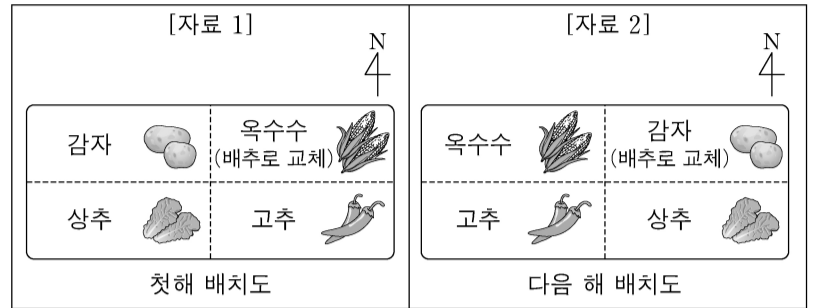 [자료 1]
N
감자
옥수수
(배추로 교체)
상추
고추
첫해 배치도
[자료 2]
N
옥수수
감자
(배추로 교체)
고추
상추
다음 해 배치도